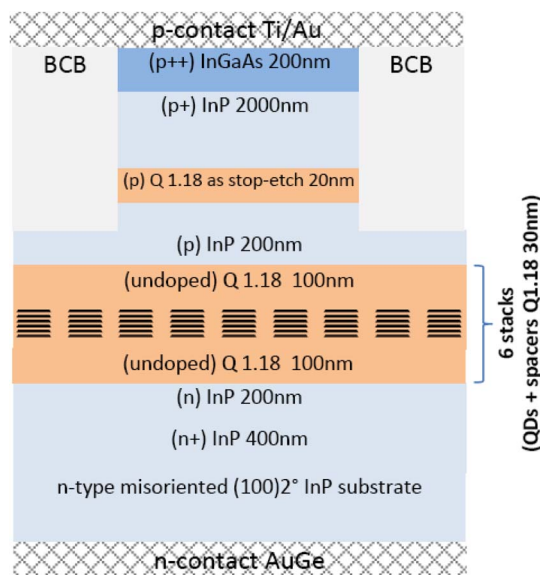 p-contact Ti/Au
BCB
(p++) InGaAs 200nm
BCB
(p+) InP 2000nm
(p) Q 1.18 as stop-etch 20nm
(p) InP 200nm
(undoped) Q 1.18 100nm
(undoped) Q 1.18 100nm
(n) InP 200nm
(n+) InP 400nm
n-type misoriented (100)2° InP substrate
n-contact AuGe
6 stacks
(QDs + spacers Q1.18 30nm)